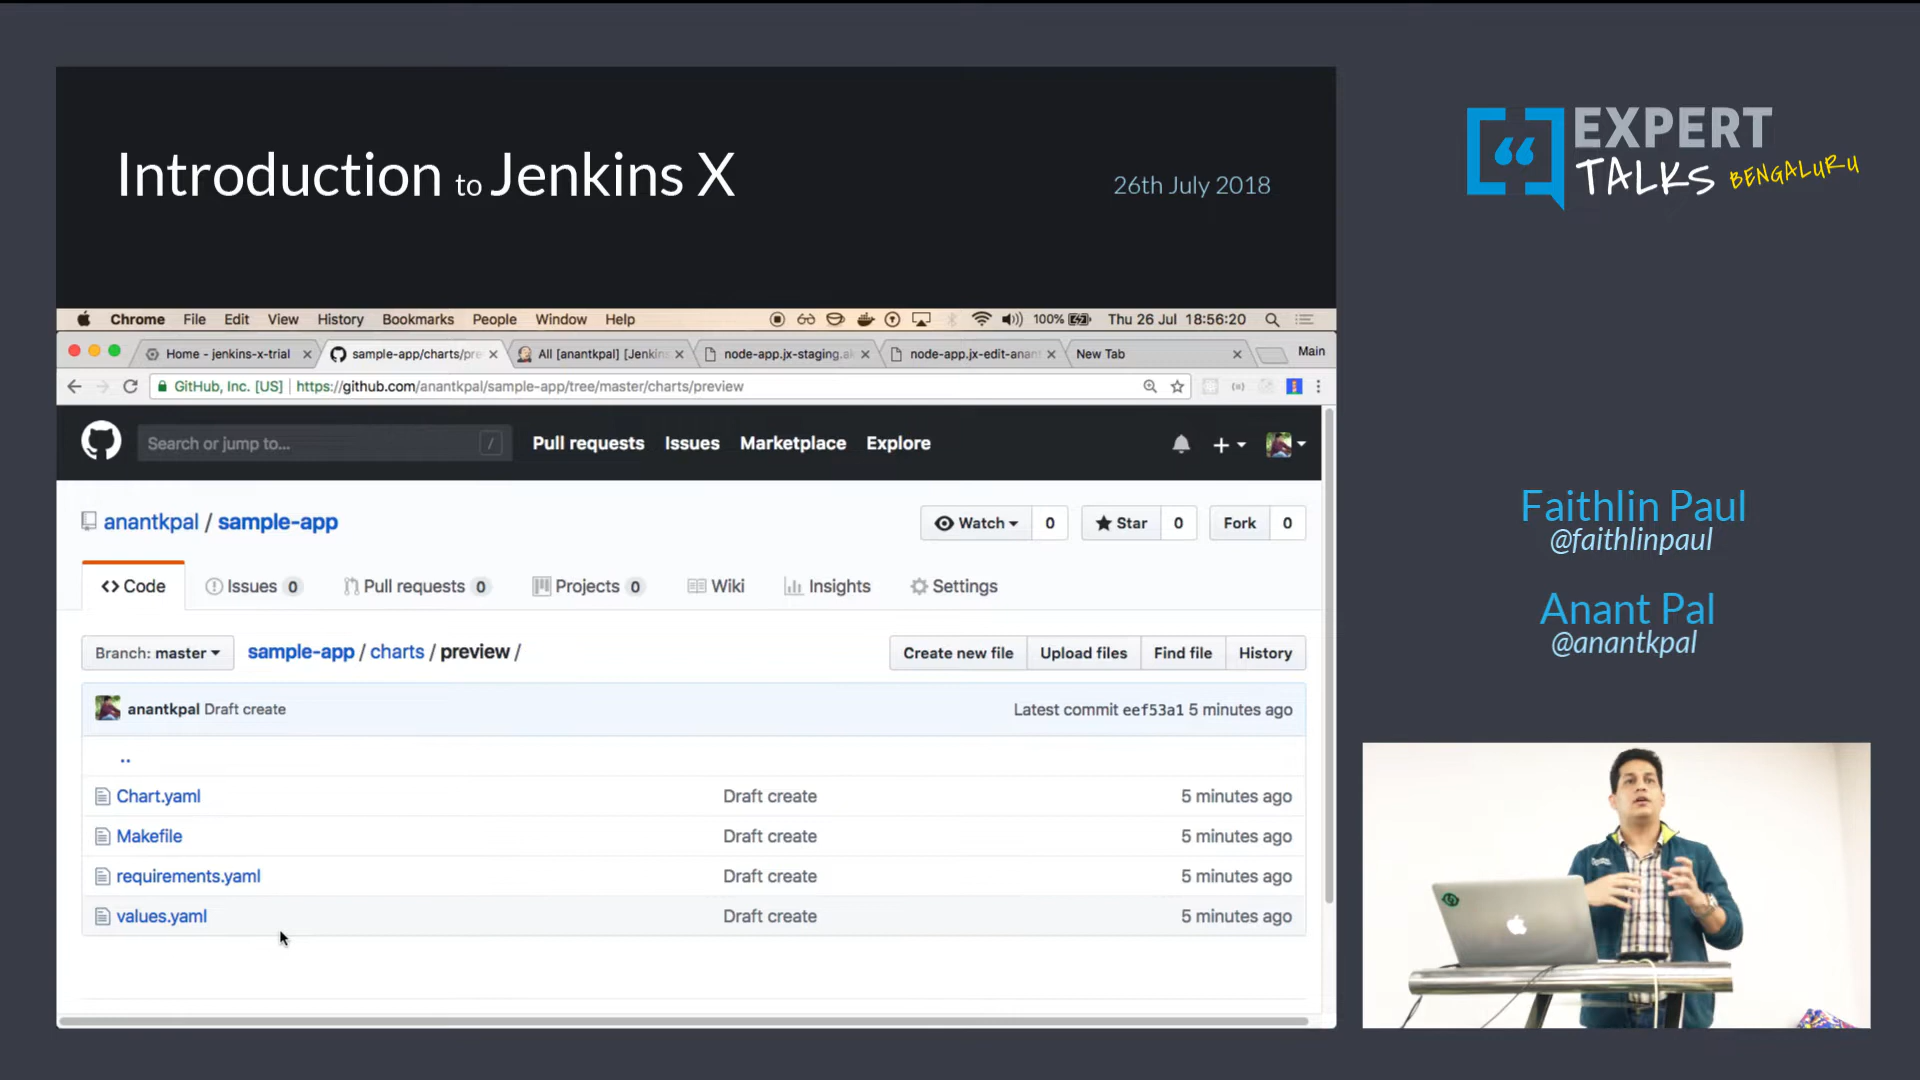 Introduction to Jenkins X
26th July 2018
EXPERT
TALKS BENGALURU
Chrome File Edit View History Bookmarks People Window Help 100% Thu 26 Jul 18:56:20
Home - jenkins-x-trial sample-app/charts/pre All [anantkpal] [Jenkins node-app.jx-staging.a node-app.jx-edit-anant New Tab Main
GitHub, Inc. [US] https://github.com/anantkpal/sample-app/tree/master/charts/preview
Search or jump to... / Pull requests Issues Marketplace Explore
anantkpal / sample-app Watch 0 Star 0 Fork 0
Code Issues 0 Pull requests 0 Projects 0 Wiki Insights Settings
Branch: master sample-app / charts / preview / Create new file Upload files Find file History
anantkpal Draft create Latest commit eef53a1 5 minutes ago
..
Chart.yaml Draft create 5 minutes ago
Makefile Draft create 5 minutes ago
requirements.yaml Draft create 5 minutes ago
values.yaml Draft create 5 minutes ago
Faithlin Paul
@faithlinpaul
Anant Pal
@anantkpal